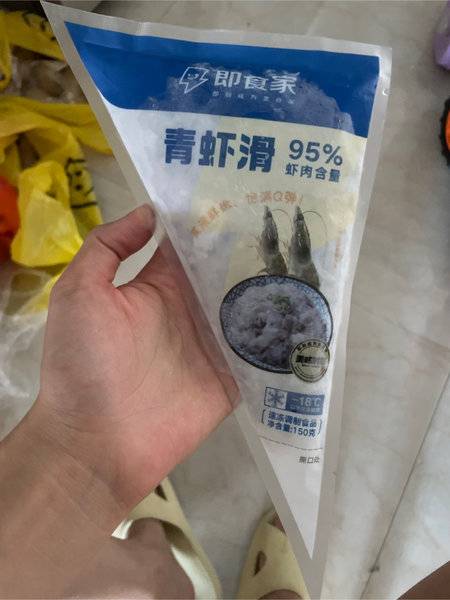 即食家
青虾滑
95%
虾肉含量
-18℃
速冻调制食品
净含量:150克
撕口处